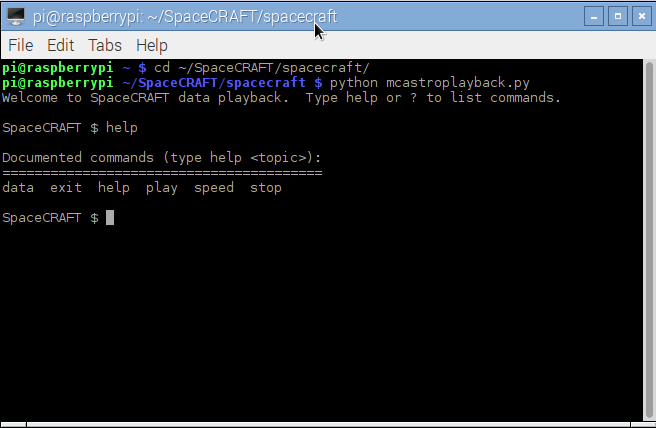 pi@raspberrypi: ~/SpaceCRAFT/spacecraft
File Edit Tabs Help
pi@raspberrypi ~ $ cd ~/SpaceCRAFT/spacecraft/
pi@raspberrypi ~/SpaceCRAFT/spacecraft $ python mcastroplayback.py
Welcome to SpaceCRAFT data playback.  Type help or ? to list commands.
SpaceCRAFT $ help
Documented commands (type help <topic>):
========================================
data  exit  help  play  speed  stop
SpaceCRAFT $